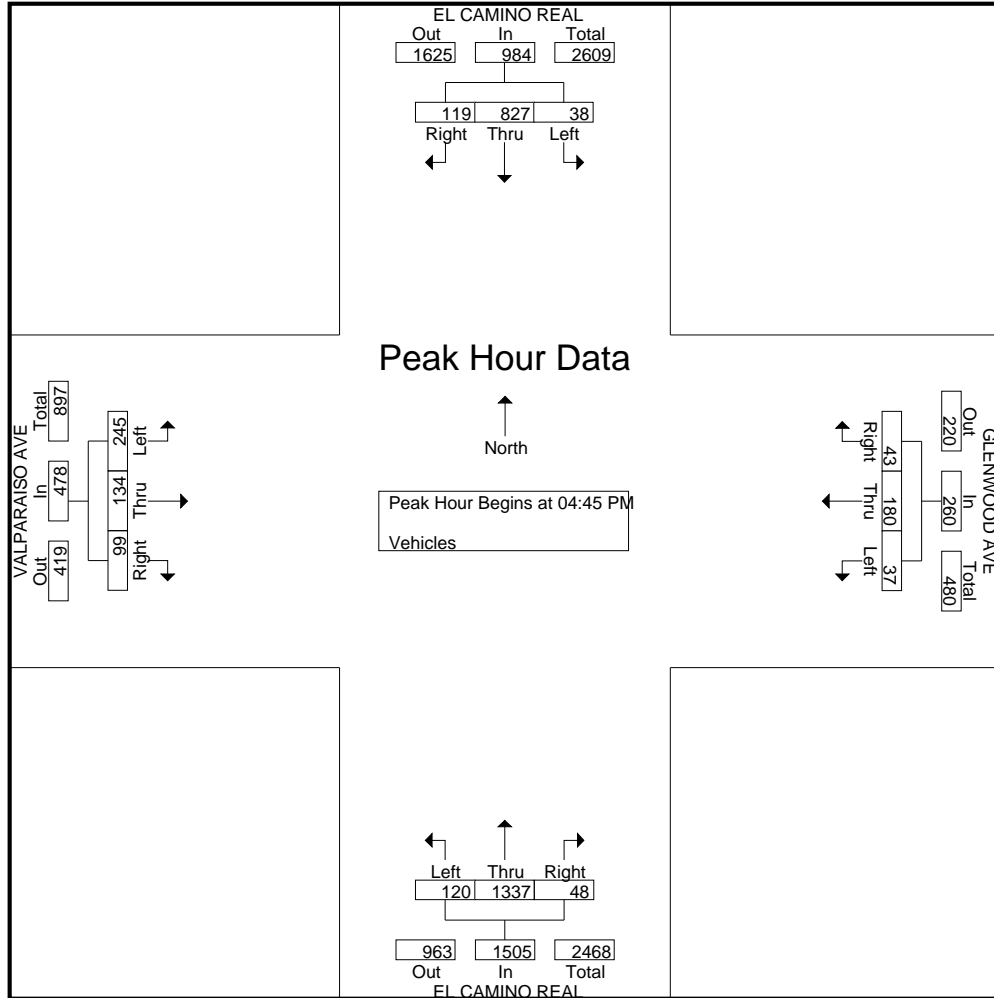 EL CAMINO REAL
Out In Total
1625 984 2609
119 827 38
Right Thru Left
Peak Hour Data
North
Peak Hour Begins at 04:45 PM
Vehicles
VALPARAISO AVE
Out In Total
419 478 897
245 134 99
Left Thru Right
GLENWOOD AVE
Out In Total
220 260 480
43 180 37
Right Thru Left
Left Thru Right
120 1337 48
963 1505 2468
Out In Total
EL CAMINO REAL